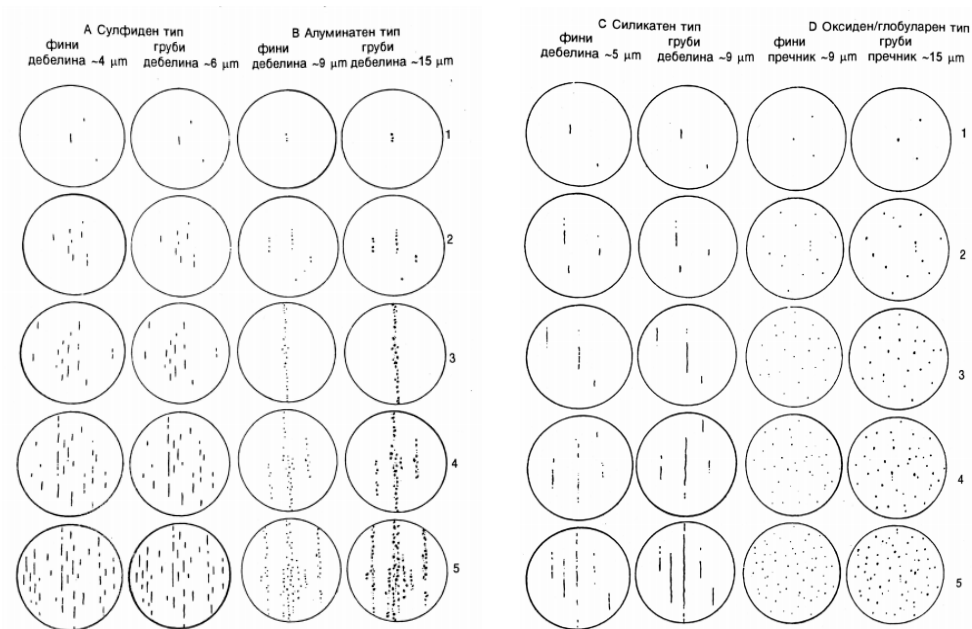 А Сулфиден тип
В Алуминатен тип
фини
груби
фини
груби
дебелина ~4 μm
дебелина ~6 μm
дебелина ~9 μm
дебелина ~15 μm
1
2
3
4
5
С Силикатен тип
D Оксиден/глобуларен тип
фини
груби
фини
груби
дебелина ~5 μm
дебелина ~9 μm
пречник ~9 μm
пречник ~15 μm
1
2
3
4
5